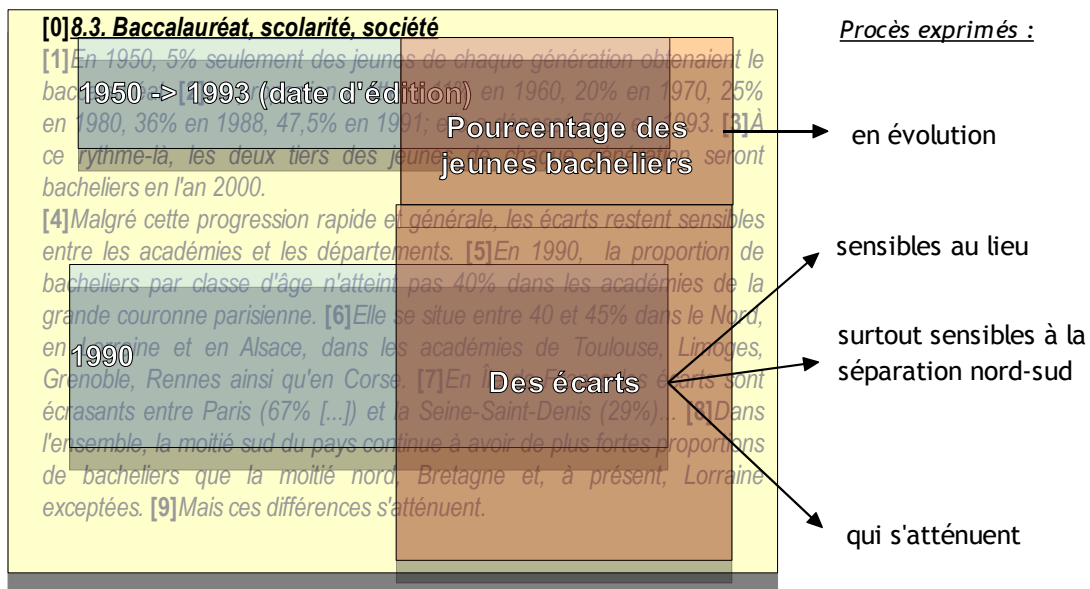 [0]8.3. Baccalauréat, scolarité, société
Procès exprimés :
[1]En 1950, 5% seulement des jeunes de chaque génération obtenaient le
1950 -> 1993 (date d'édition)
[2] en 1960, 20% en 1970, 25%
en 1980, 36% en 1988, 47,5% en 1991; 50% 1993. [3]À
Pourcentage des
jeunes bacheliers
en évolution
ce rythme-là, les deux tiers des jeunes de chaque génération seront
bacheliers en l'an 2000.
[4]Malgré cette progression rapide et générale, les écarts restent sensibles
entre les académies et les départements. [5]En 1990, la proportion de
sensibles au lieu
bacheliers par classe d'âge n'atteint pas 40% dans les académies de la
grande couronne parisienne. [6]Elle se situe entre 40 et 45% dans le Nord,
en Lorraine et en Alsace, dans les académies de Toulouse, Limoges,
1990
surtout sensibles à la
séparation nord-sud
Grenoble, Rennes ainsi qu'en Corse. [7]En sont
Des écarts
écrasants entre Paris (67% [...]) et la Seine-Saint-Denis (29%)... [8]Dans
l'ensemble, la moitié sud du pays continue à avoir de plus fortes proportions
de bacheliers que la moitié nord, Bretagne et, à présent, Lorraine
exceptées. [9]Mais ces différences s'atténuent.
qui s'atténuent